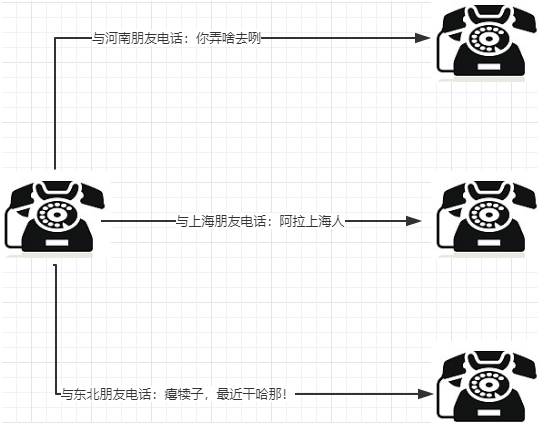 与河南朋友电话：你弄啥去咧
与上海朋友电话：阿拉上海人
与东北朋友电话：瘪犊子，最近干哈那！